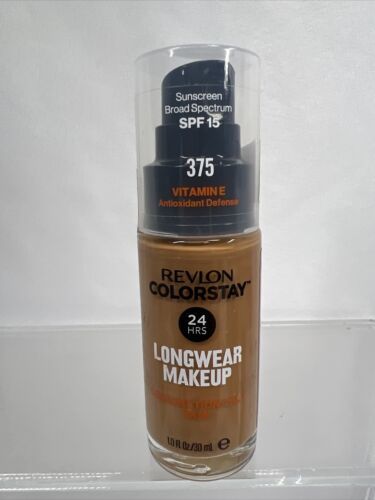 Sunscreen
Broad Spectrum
SPF 15
375
VITAMIN E
Antioxidant Defense
REVLON
COLORSTAY™
24
HRS
LONGWEAR
MAKEUP
1.0 Fl. Oz/30 mL ℮